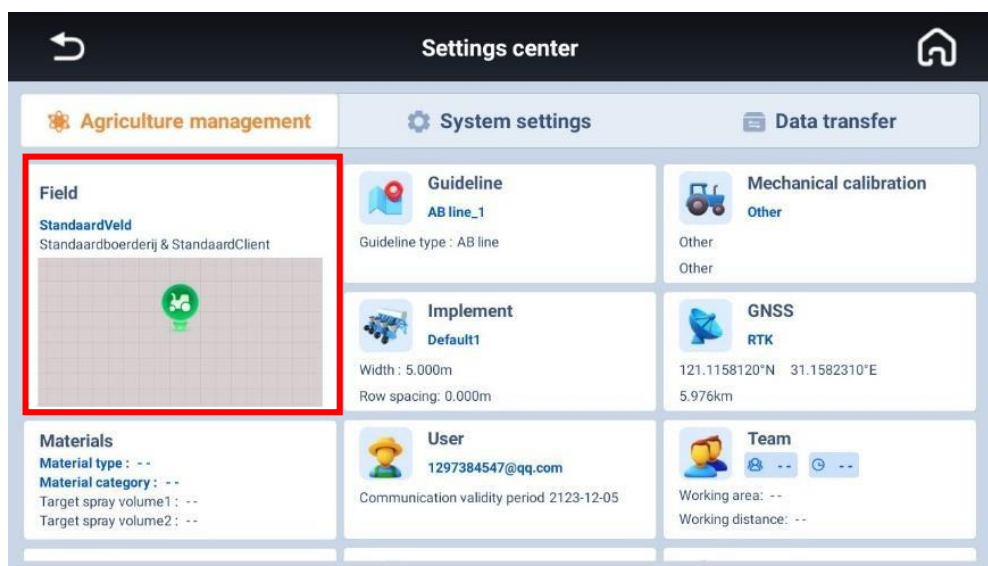 Settings center
Agriculture management
System settings
Data transfer
Field
StandaardVeld
Standaardboerderij & StandaardClient
Guideline
AB line_1
Guideline type : AB line
Mechanical calibration
Other
Other
Other
Implement
Default1
Width : 5.000m
Row spacing: 0.000m
GNSS
RTK
121.1158120°N 31.1582310°E
5.976km
Materials
Material type : --
Material category : --
Target spray volume1 : --
Target spray volume2 : --
User
1297384547@qq.com
Communication validity period 2123-12-05
Team
-- --
Working area: --
Working distance: --